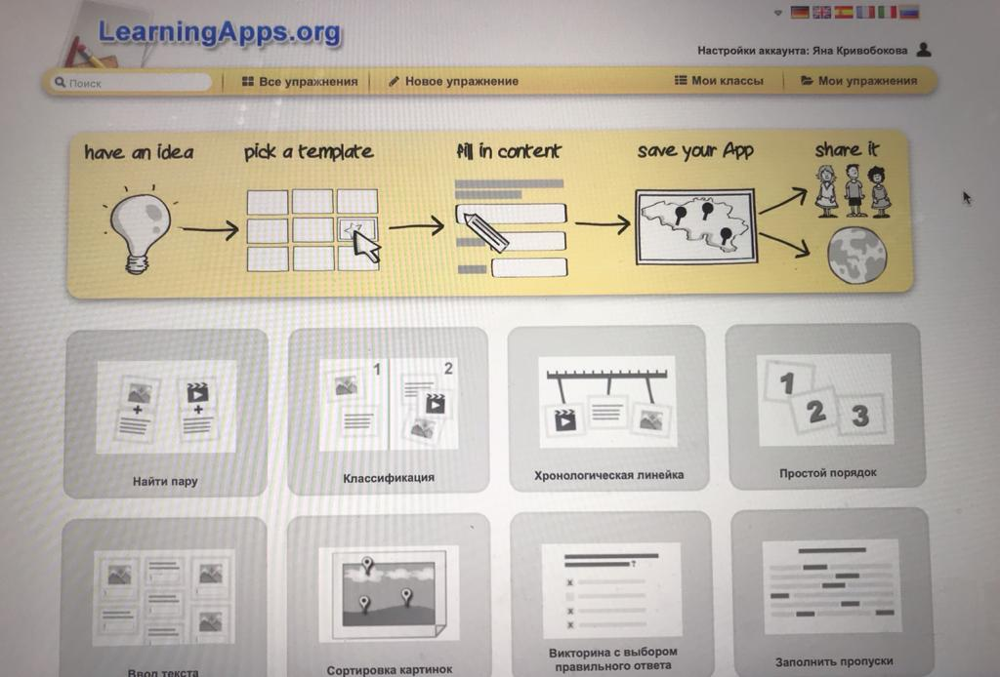 LearningApps.org
Настройки аккаунта: Яна Кривобокова
Поиск
Все упражнения
Новое упражнение
Мои классы
Мои упражнения
have an idea
pick a template
fill in content
save your App
share it
1
2
1
2
3
Найти пару
Классификация
Хронологическая линейка
Простой порядок
?
Ввод текста
Сортировка картинок
Викторина с выбором
правильного ответа
Заполнить пропуски